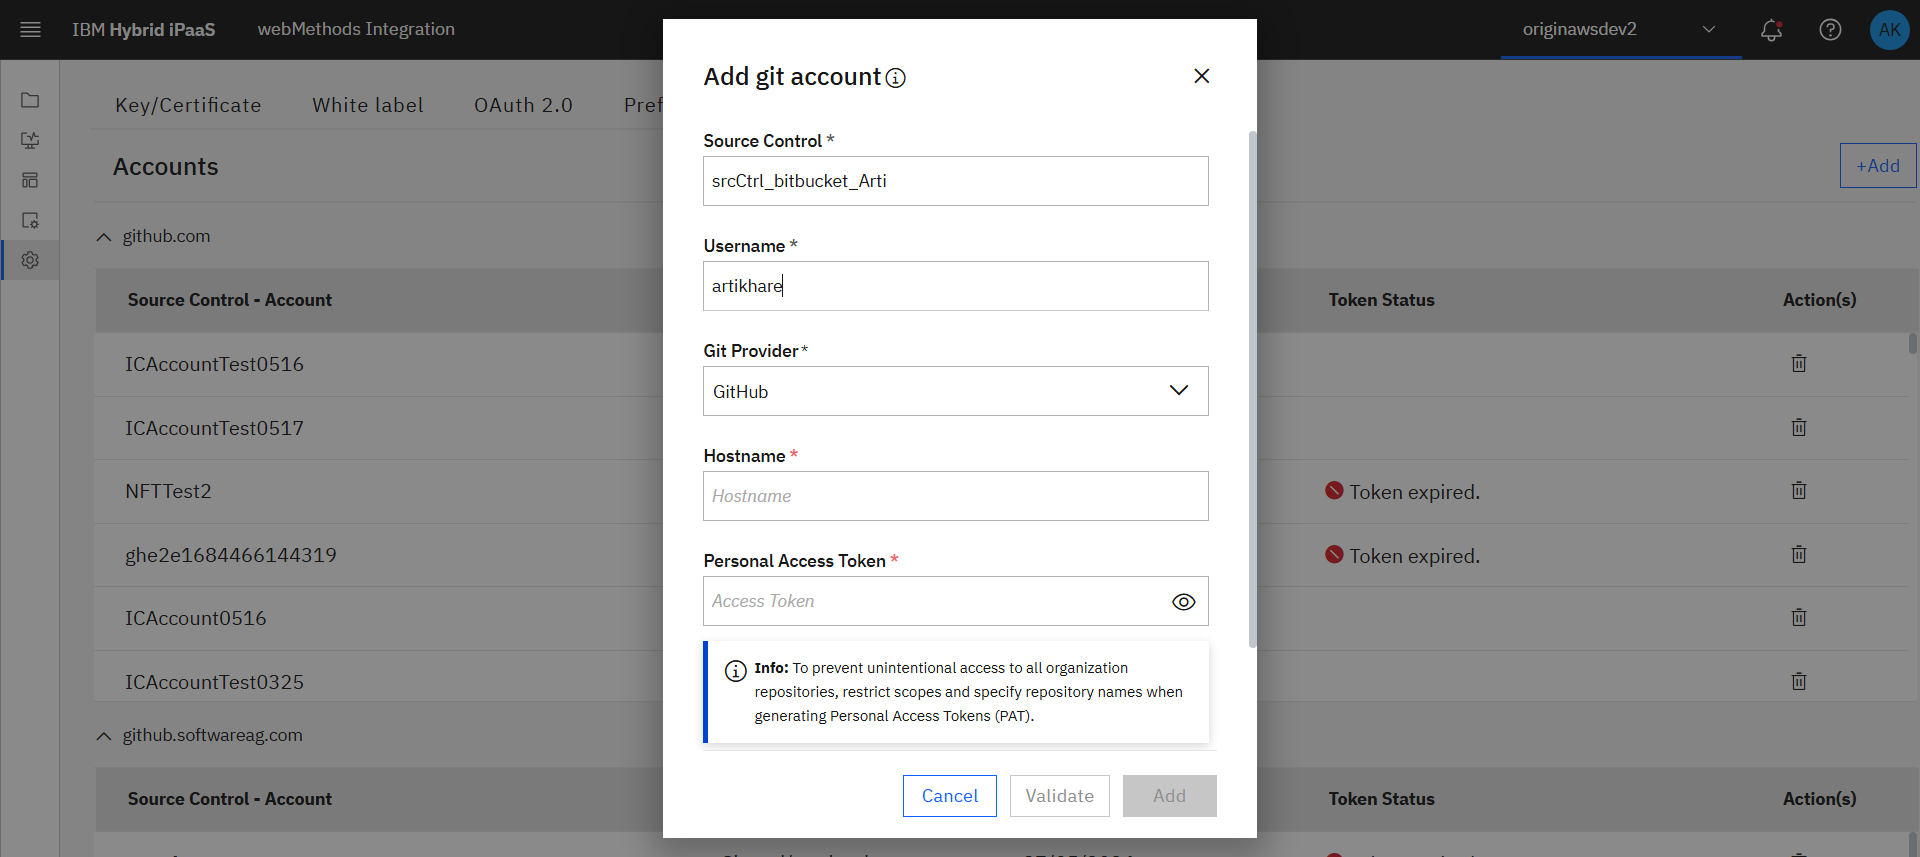 IBM Hybrid iPaaS
webMethods Integration
originawsdev2
AK
Key/Certificate
White label
OAuth 2.0
Pref
Accounts
+Add
github.com
Source Control - Account
Token Status
Action(s)
ICAccountTest0516
ICAccountTest0517
NFTTest2
Token expired.
ghe2e1684466144319
Token expired.
ICAccount0516
ICAccountTest0325
github.softwareag.com
Source Control - Account
Token Status
Action(s)
Add git account
Source Control *
srcCtrl_bitbucket_Arti
Username *
artikhare
Git Provider*
GitHub
Hostname *
Hostname
Personal Access Token *
Access Token
Info: To prevent unintentional access to all organization
repositories, restrict scopes and specify repository names when
generating Personal Access Tokens (PAT).
Cancel
Validate
Add